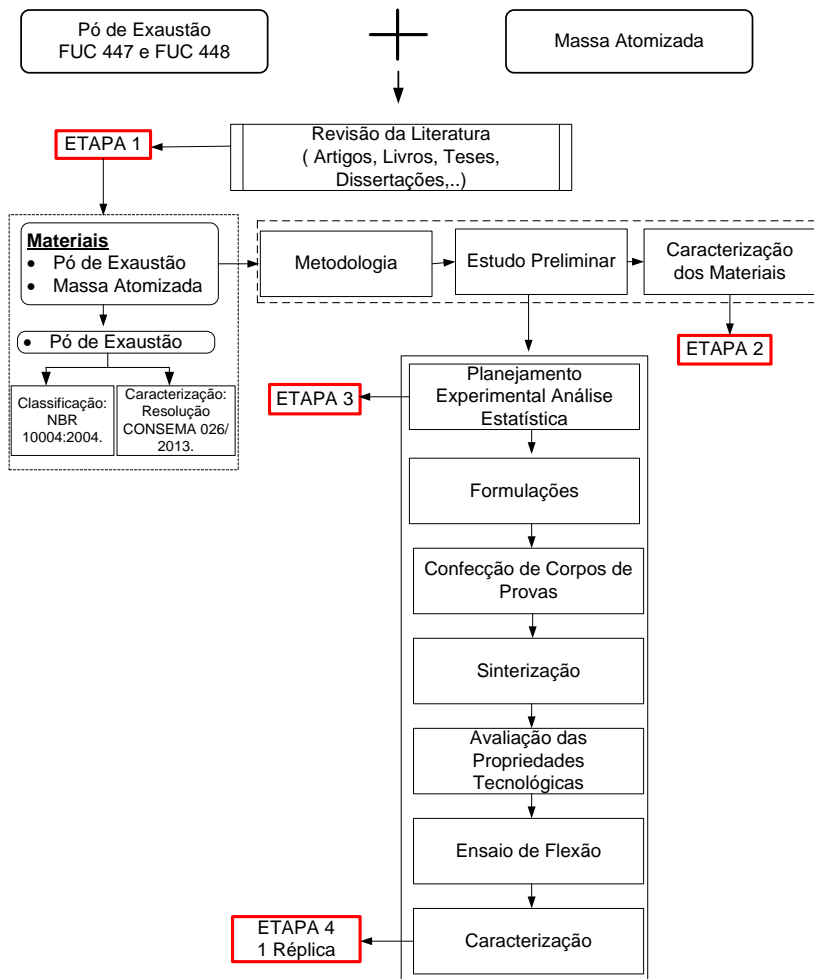 Pó de Exaustão
FUC 447 e FUC 448
Massa Atomizada
Revisão da Literatura
( Artigos, Livros, Teses,
Dissertações,..)
ETAPA 1
Materiais
• Pó de Exaustão
• Massa Atomizada
Metodologia
Estudo Preliminar
Caracterização
dos Materiais
• Pó de Exaustão
ETAPA 2
Classificação:
NBR
10004:2004.
Caracterização:
Resolução
CONSEMA 026/
2013.
ETAPA 3
Planejamento
Experimental Análise
Estatística
Formulações
Confecção de Corpos de
Provas
Sinterização
Avaliação das
Propriedades
Tecnológicas
Ensaio de Flexão
ETAPA 4
1 Réplica
Caracterização